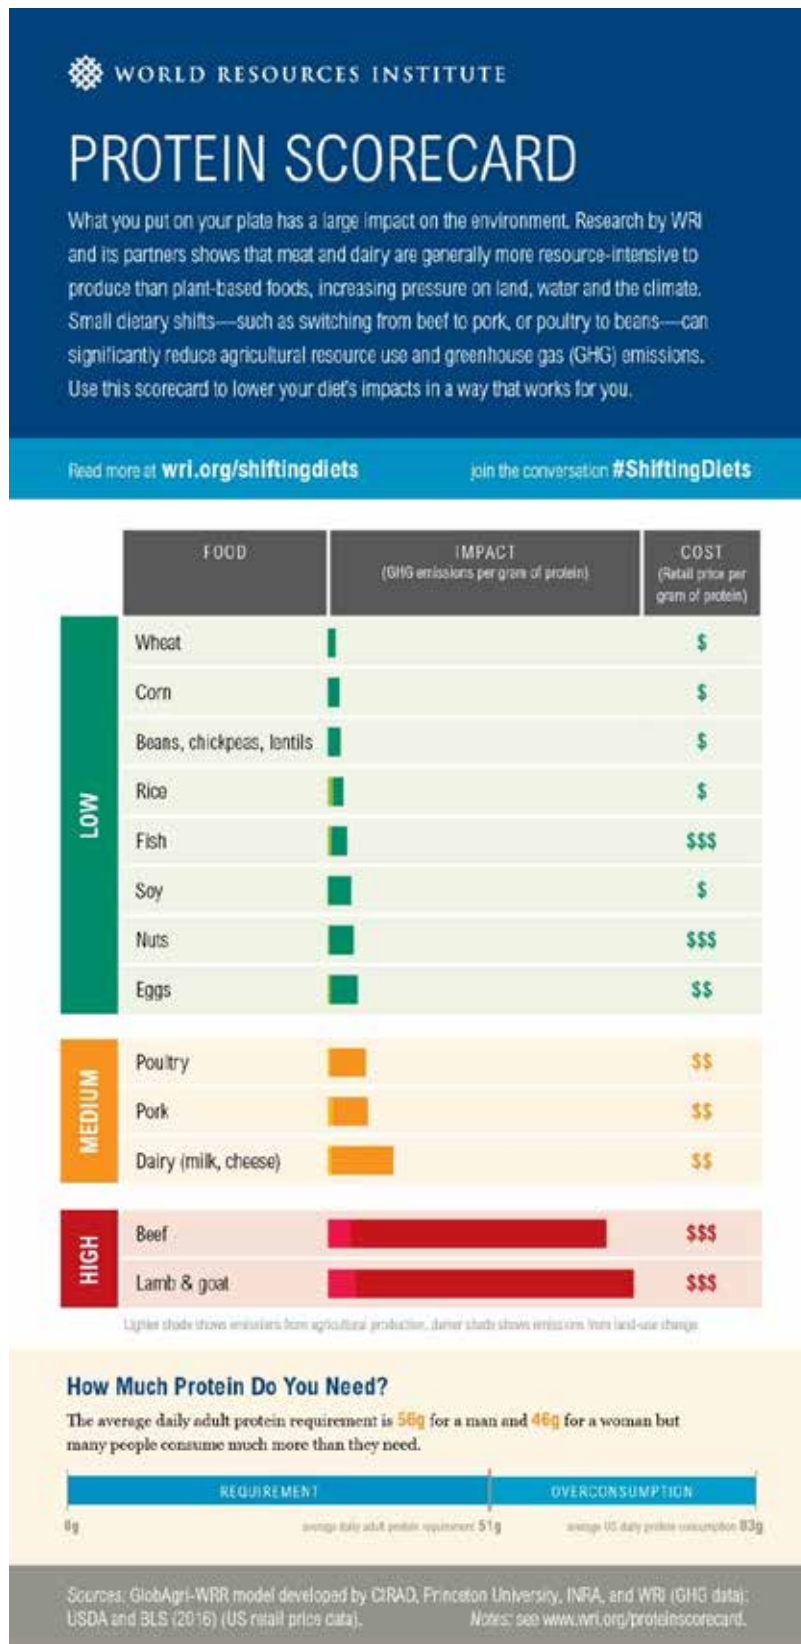 WORLD RESOURCES INSTITUTE
PROTEIN SCORECARD
What you put on your plate has a large impact on the environment. Research by WRI
and its partners shows that meat and dairy are generally more resource-intensive to
produce than plant-based foods, increasing pressure on land, water and the climate.
Small dietary shifts—such as switching from beef to pork, or poultry to beans—can
significantly reduce agricultural resource use and greenhouse gas (GHG) emissions.
Use this scorecard to lower your diet's impacts in a way that works for you.
Read more at wri.org/shiftingdiets join the conversation #ShiftingDiets
FOOD IMPACT COST
(GHG emissions per gram of protein) (Retail price per
gram of protein)
LOW
Wheat $
Corn $
Beans, chickpeas, lentils $
Rice $
Fish $$$
Soy $
Nuts $$$
Eggs $$
MEDIUM
Poultry $$
Pork $$
Dairy (milk, cheese) $$
HIGH
Beef $$$
Lamb & goat $$$
Lighter shade shows emissions from agricultural production, darker shade shows emissions from land-use change
How Much Protein Do You Need?
The average daily adult protein requirement is 56g for a man and 46g for a woman but
many people consume much more than they need.
REQUIREMENT OVERCONSUMPTION
0g average daily adult protein requirement 51g average US daily protein consumption 83g
Sources: GlobAgri-WRR model developed by CIRAD, Princeton University, INRA, and WRI (GHG data);
USDA and BLS (2016) (US retail price data). Notes: see www.wri.org/proteinscorecard.